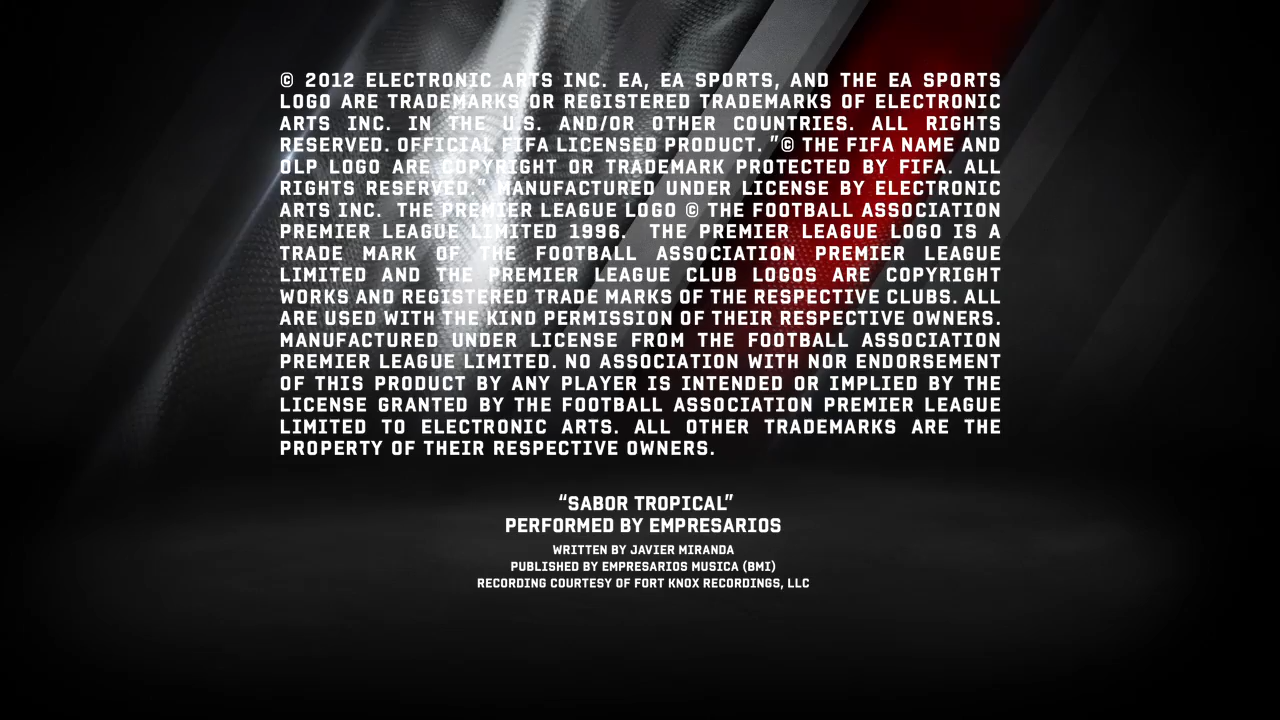 © 2012 ELECTRONIC ARTS INC. EA, EA SPORTS, AND THE EA SPORTS
LOGO ARE TRADEMARKS OR REGISTERED TRADEMARKS OF ELECTRONIC
ARTS INC. IN THE U.S. AND/OR OTHER COUNTRIES. ALL RIGHTS
RESERVED. OFFICIAL FIFA LICENSED PRODUCT. "© THE FIFA NAME AND
OLP LOGO ARE COPYRIGHT OR TRADEMARK PROTECTED BY FIFA. ALL
RIGHTS RESERVED." MANUFACTURED UNDER LICENSE BY ELECTRONIC
ARTS INC. THE PREMIER LEAGUE LOGO © THE FOOTBALL ASSOCIATION
PREMIER LEAGUE LIMITED 1996. THE PREMIER LEAGUE LOGO IS A
TRADE MARK OF THE FOOTBALL ASSOCIATION PREMIER LEAGUE
LIMITED AND THE PREMIER LEAGUE CLUB LOGOS ARE COPYRIGHT
WORKS AND REGISTERED TRADE MARKS OF THE RESPECTIVE CLUBS. ALL
ARE USED WITH THE KIND PERMISSION OF THEIR RESPECTIVE OWNERS.
MANUFACTURED UNDER LICENSE FROM THE FOOTBALL ASSOCIATION
PREMIER LEAGUE LIMITED. NO ASSOCIATION WITH NOR ENDORSEMENT
OF THIS PRODUCT BY ANY PLAYER IS INTENDED OR IMPLIED BY THE
LICENSE GRANTED BY THE FOOTBALL ASSOCIATION PREMIER LEAGUE
LIMITED TO ELECTRONIC ARTS. ALL OTHER TRADEMARKS ARE THE
PROPERTY OF THEIR RESPECTIVE OWNERS.
“SABOR TROPICAL”
PERFORMED BY EMPRESARIOS
WRITTEN BY JAVIER MIRANDA
PUBLISHED BY EMPRESARIOS MUSICA (BMI)
RECORDING COURTESY OF FORT KNOX RECORDINGS, LLC